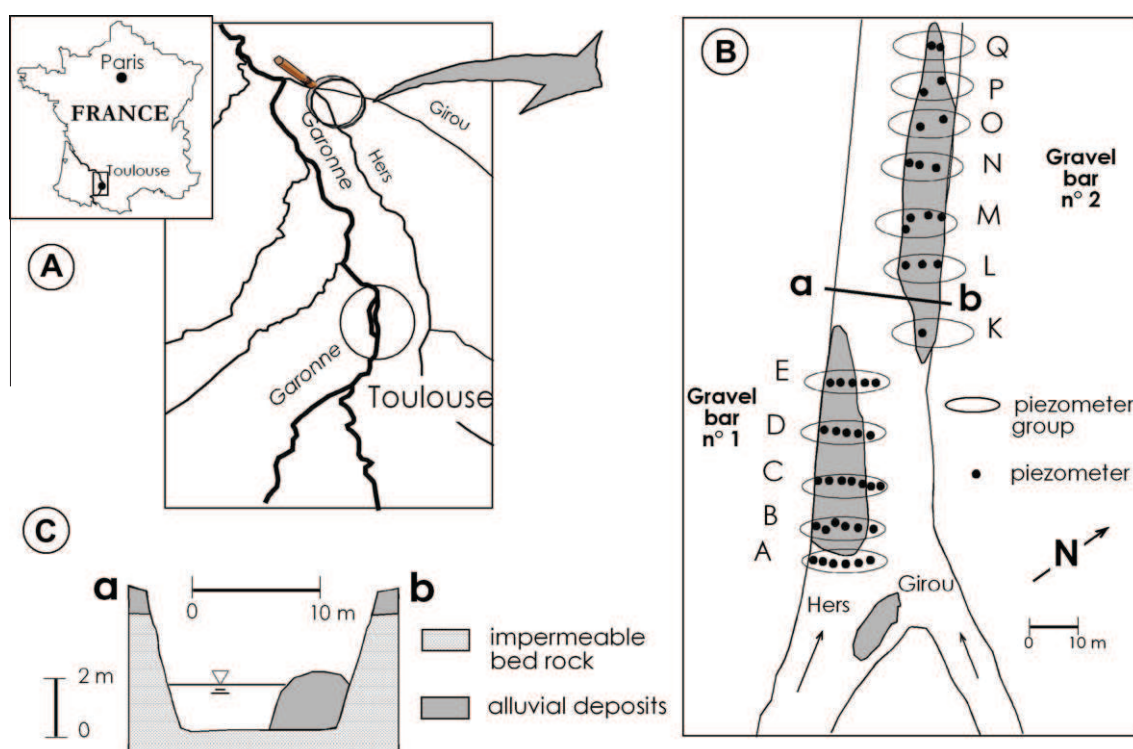 Paris
FRANCE
Toulouse
A
Garonne
Hers
Girou
Garonne
Toulouse
B
Q
P
O
N
M
L
K
Gravel
bar
n° 2
a
b
E
D
C
B
A
Gravel
bar
n° 1
piezometer
group
piezometer
N
Hers
Girou
0 10 m
C
a
b
0 10 m
2 m
0
impermeable
bed rock
alluvial deposits